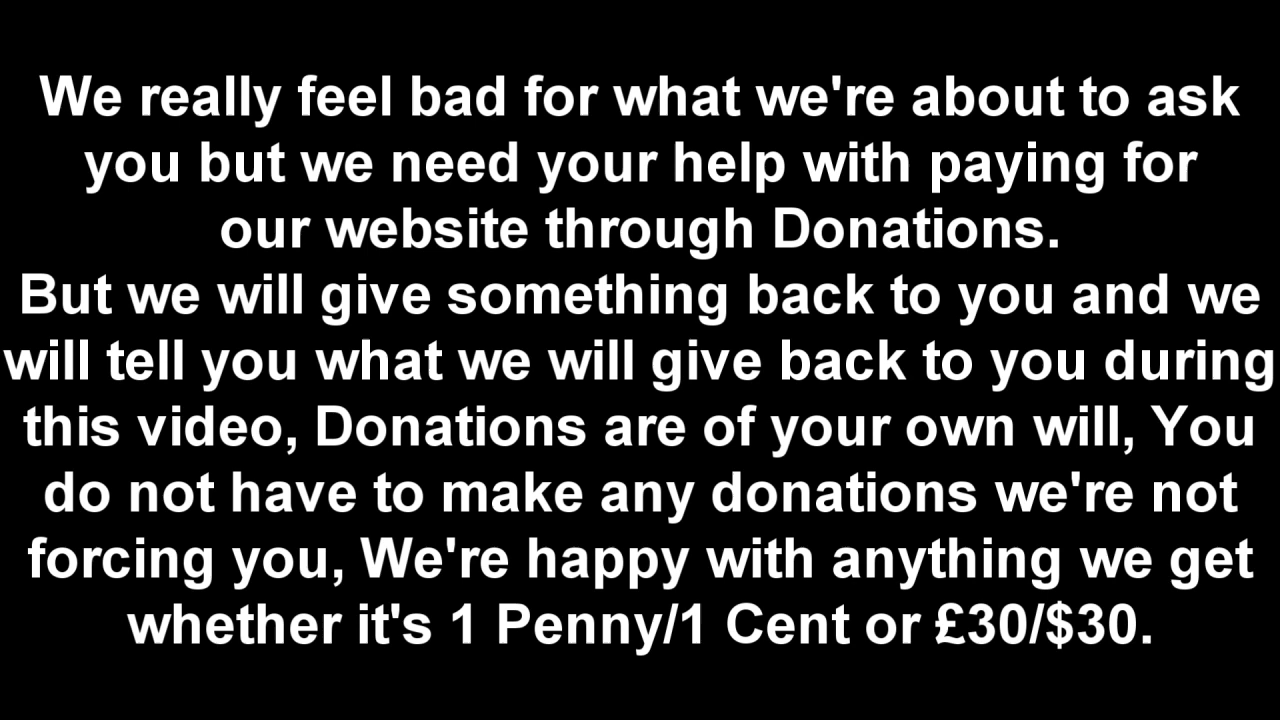 We really feel bad for what we're about to ask
you but we need your help with paying for
our website through Donations.
But we will give something back to you and we
will tell you what we will give back to you during
this video, Donations are of your own will, You
do not have to make any donations we're not
forcing you, We're happy with anything we get
whether it's 1 Penny/1 Cent or £30/$30.